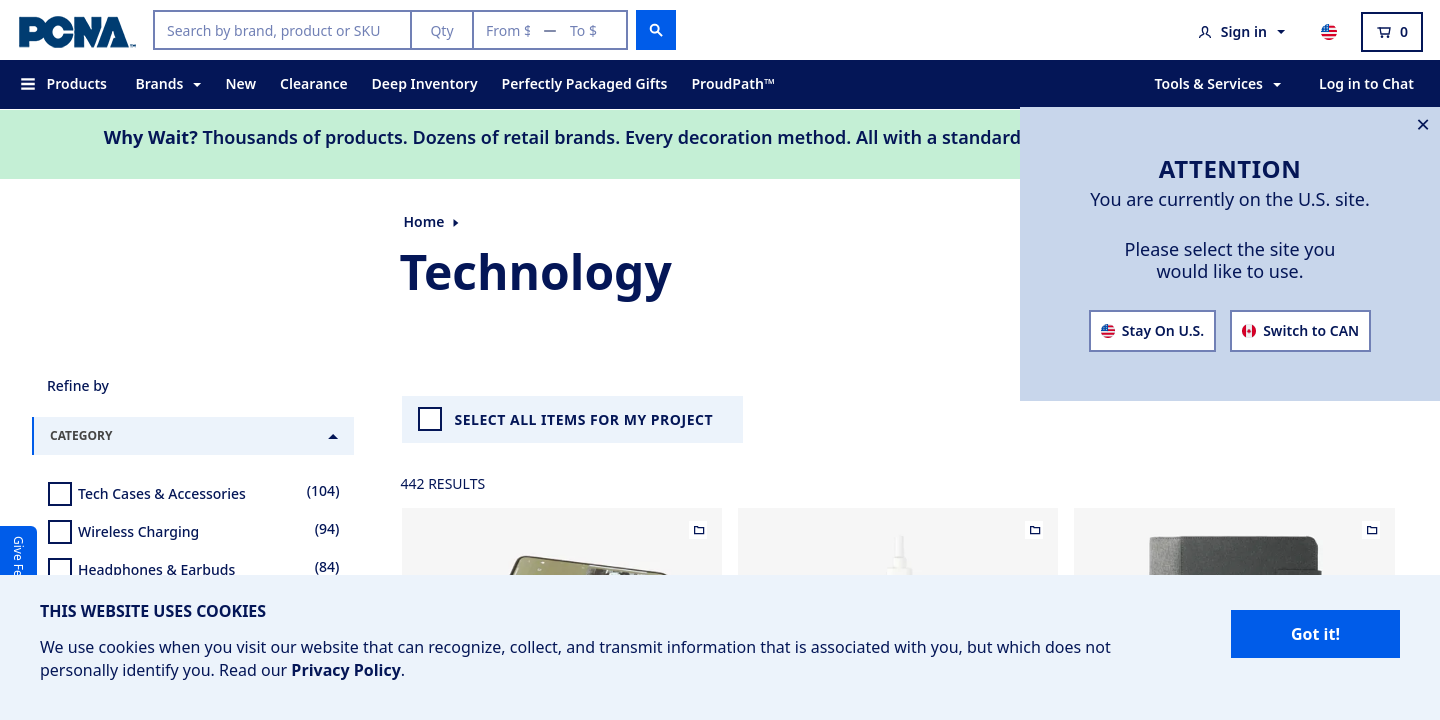 PCNA
Search by brand, product or SKU
Qty
From $
To $
Sign in
0
Products
Brands
New
Clearance
Deep Inventory
Perfectly Packaged Gifts
ProudPath™
Tools & Services
Log in to Chat
Why Wait? Thousands of products. Dozens of retail brands. Every decoration method. All with a standard
ATTENTION
You are currently on the U.S. site.
Please select the site you
would like to use.
Stay On U.S.
Switch to CAN
Home
Technology
Refine by
CATEGORY
SELECT ALL ITEMS FOR MY PROJECT
442 RESULTS
Tech Cases & Accessories (104)
Wireless Charging (94)
Headphones & Earbuds (84)
Give Fe
THIS WEBSITE USES COOKIES
We use cookies when you visit our website that can recognize, collect, and transmit information that is associated with you, but which does not
personally identify you. Read our Privacy Policy.
Got it!